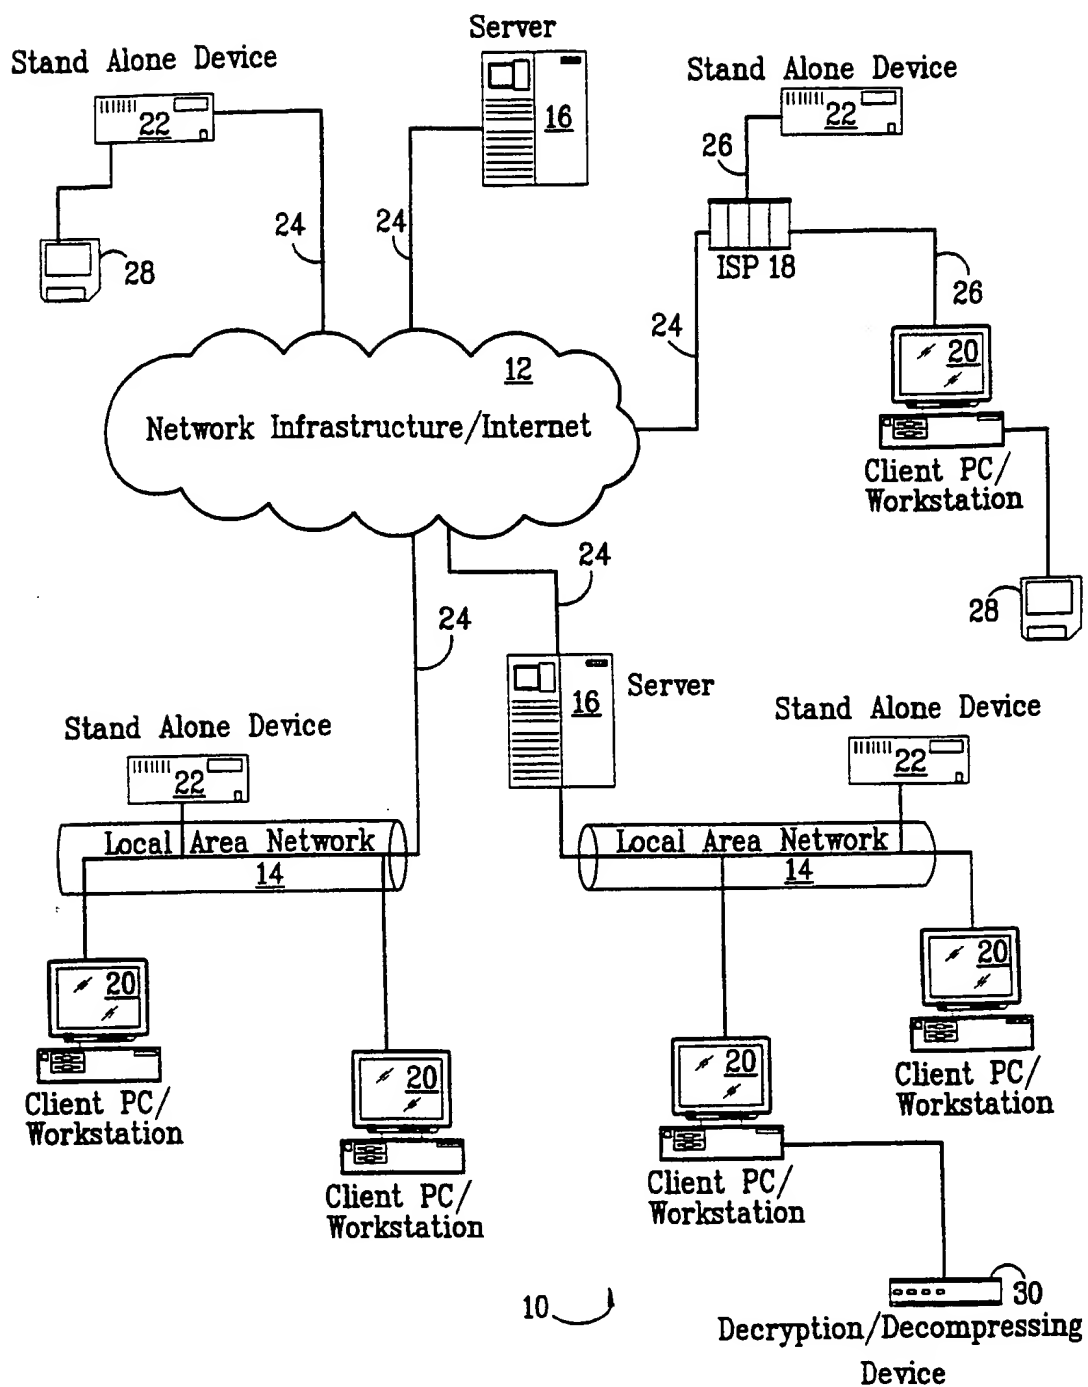 Server
Stand Alone Device
22
16
Stand Alone Device
22
26
24
24
28
ISP 18
26
24
12
20
Network Infrastructure/Internet
Client PC/
Workstation
24
28
24
16
Server
Stand Alone Device
22
Stand Alone Device
22
Local Area Network
14
Local Area Network
14
20
Client PC/
Workstation
20
Client PC/
Workstation
20
Client PC/
Workstation
20
Client PC/
Workstation
10
30
Decryption/Decompressing
Device